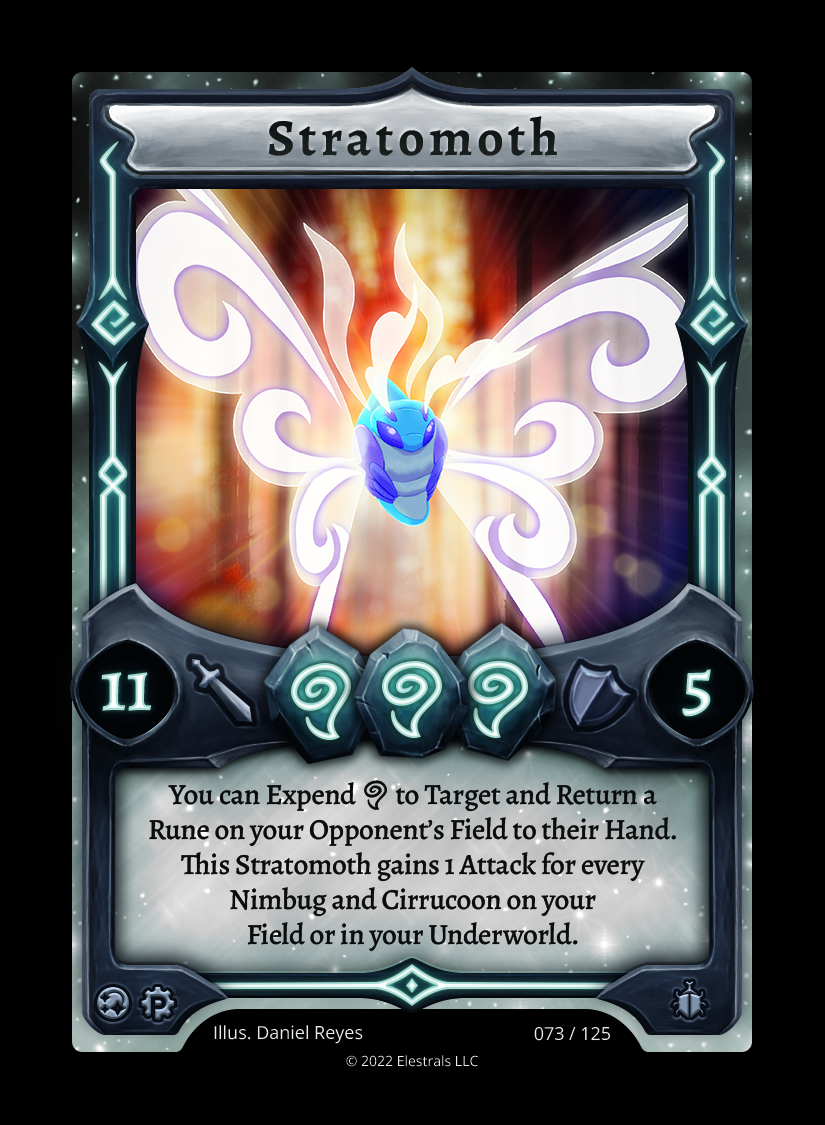 Stratomoth
11
5
You can Expend to Target and Return a
Rune on your Opponent's Field to their Hand.
This Stratomoth gains 1 Attack for every
Nimbug and Cirrucoon on your
Field or in your Underworld.
P
Illus. Daniel Reyes
073 / 125
© 2022 Elestrals LLC